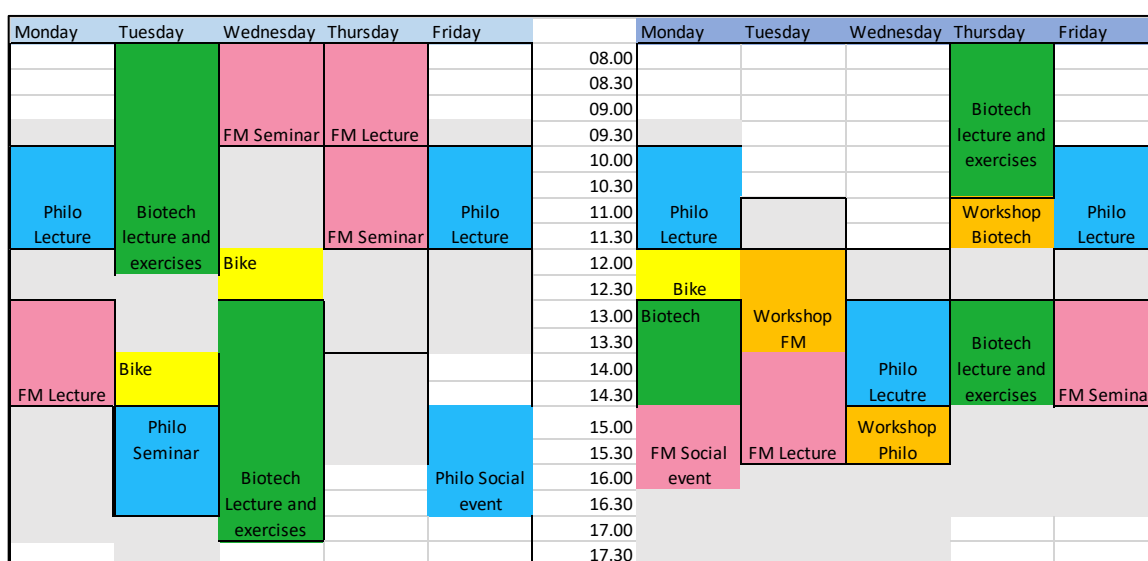 Monday Tuesday Wednesday Thursday Friday Monday Tuesday Wednesday Thursday Friday
08.00
08.30
09.00 Biotech
FM Seminar FM Lecture 09.30 lecture and
10.00 exercises
10.30
Philo Biotech Philo 11.00 Philo Workshop Philo
Lecture lecture and FM Seminar Lecture 11.30 Lecture Biotech Lecture
exercises Bike 12.00
12.30 Bike
13.00 Biotech Workshop
13.30 FM Biotech
Bike 14.00 Philo lecture and
FM Lecture 14.30 Lecutre exercises FM Semina
Philo 15.00 Workshop
Seminar 15.30 FM Social FM Lecture Philo
Biotech Philo Social 16.00 event
Lecture and event 16.30
exercises 17.00
17.30